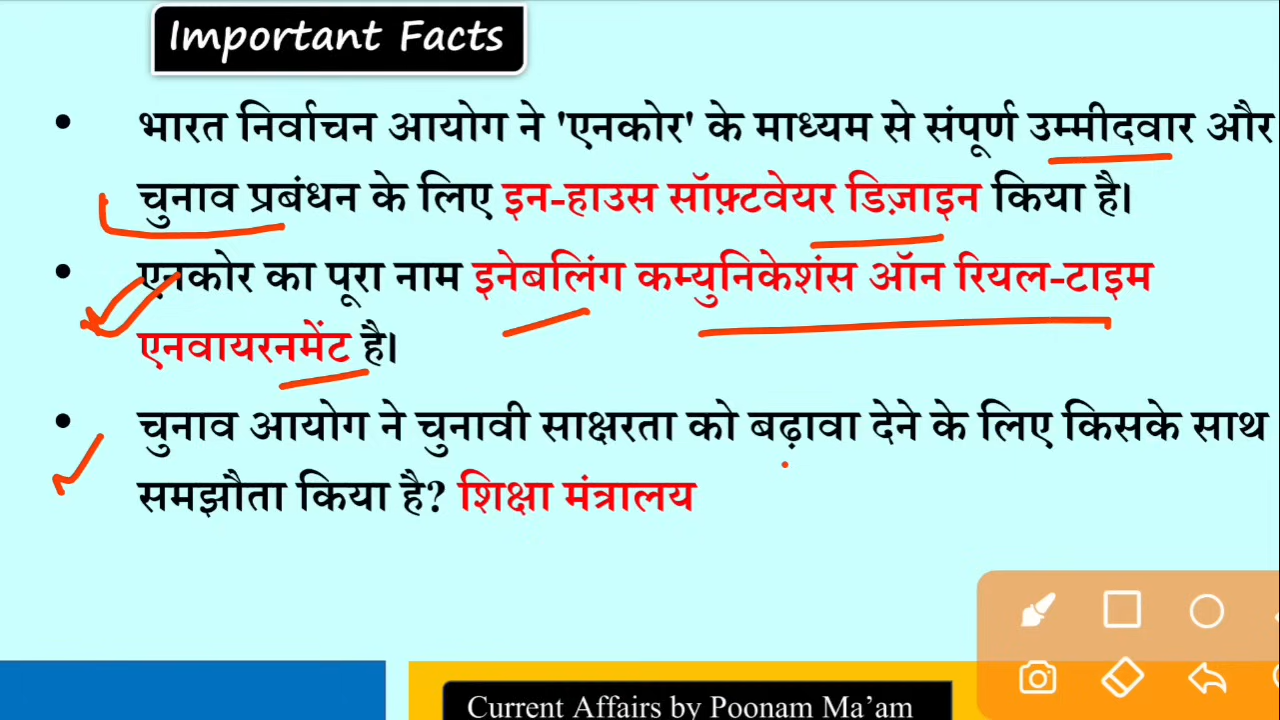 Important Facts
• भारत निर्वाचन आयोग ने 'एनकोर' के माध्यम से संपूर्ण उम्मीदवार और
चुनाव प्रबंधन के लिए इन-हाउस सॉफ़्टवेयर डिज़ाइन किया है।
• एनकोर का पूरा नाम इनेबलिंग कम्युनिकेशंस ऑन रियल-टाइम
एनवायरनमेंट है।
• चुनाव आयोग ने चुनावी साक्षरता को बढ़ावा देने के लिए किसके साथ
समझौता किया है? शिक्षा मंत्रालय
Current Affairs by Poonam Ma’am